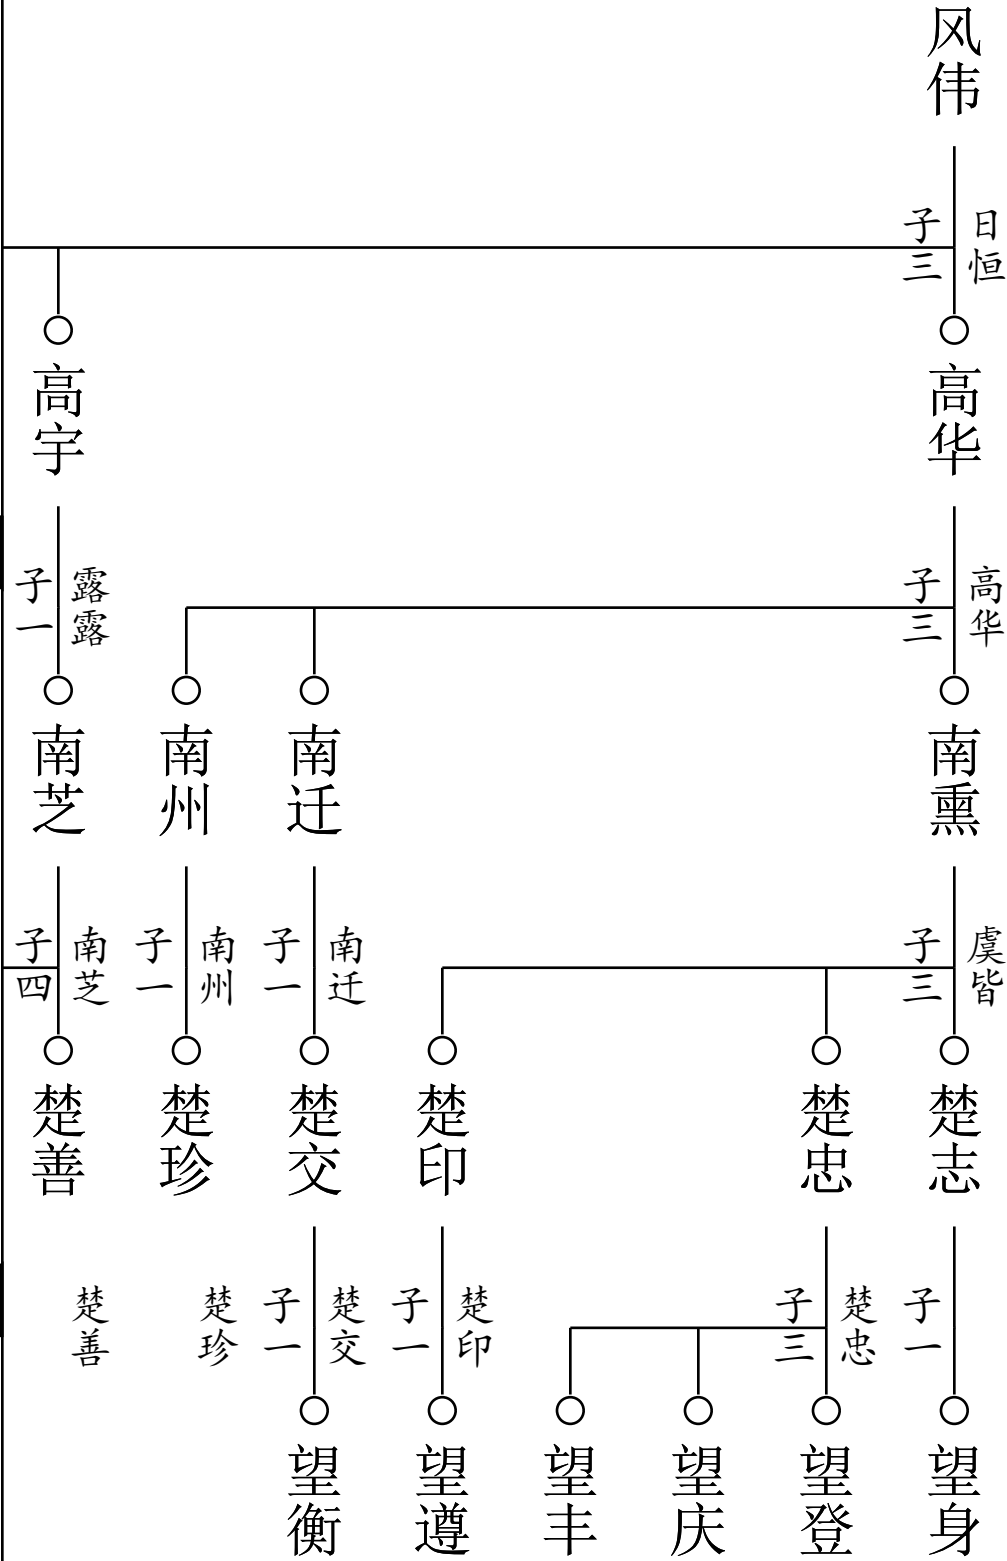 风伟
日恒
子三
高华
高宇
高华
子三
露露
子一
南熏
南迁
南州
南芝
虞皆
子三
南迁
子一
南州
子一
南芝
子四
楚志
楚忠
楚印
楚交
楚珍
楚善
子一
楚忠
子三
楚印
子一
楚交
子一
楚珍
楚善
望身
望登
望庆
望丰
望遵
望衡